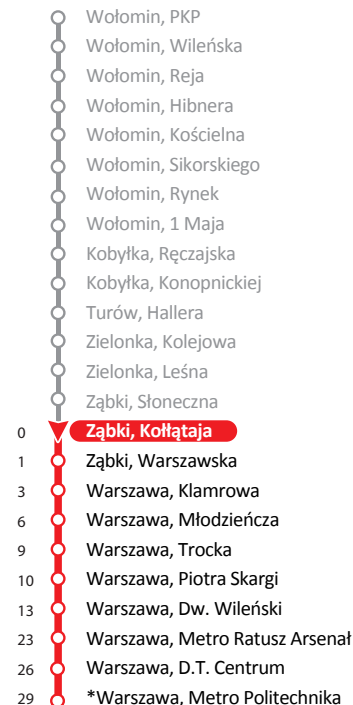 Wołomin, PKP
Wołomin, Wileńska
Wołomin, Reja
Wołomin, Hibnera
Wołomin, Kościelna
Wołomin, Sikorskiego
Wołomin, Rynek
Wołomin, 1 Maja
Kobyłka, Ręczajska
Kobyłka, Konopnickiej
Turów, Hallera
Zielonka, Kolejowa
Zielonka, Leśna
Ząbki, Słoneczna
0 Ząbki, Kołłątaja
1 Ząbki, Warszawska
3 Warszawa, Klamrowa
6 Warszawa, Młodzieńcza
9 Warszawa, Trocka
10 Warszawa, Piotra Skargi
13 Warszawa, Dw. Wileński
23 Warszawa, Metro Ratusz Arsenał
26 Warszawa, D.T. Centrum
29 *Warszawa, Metro Politechnika